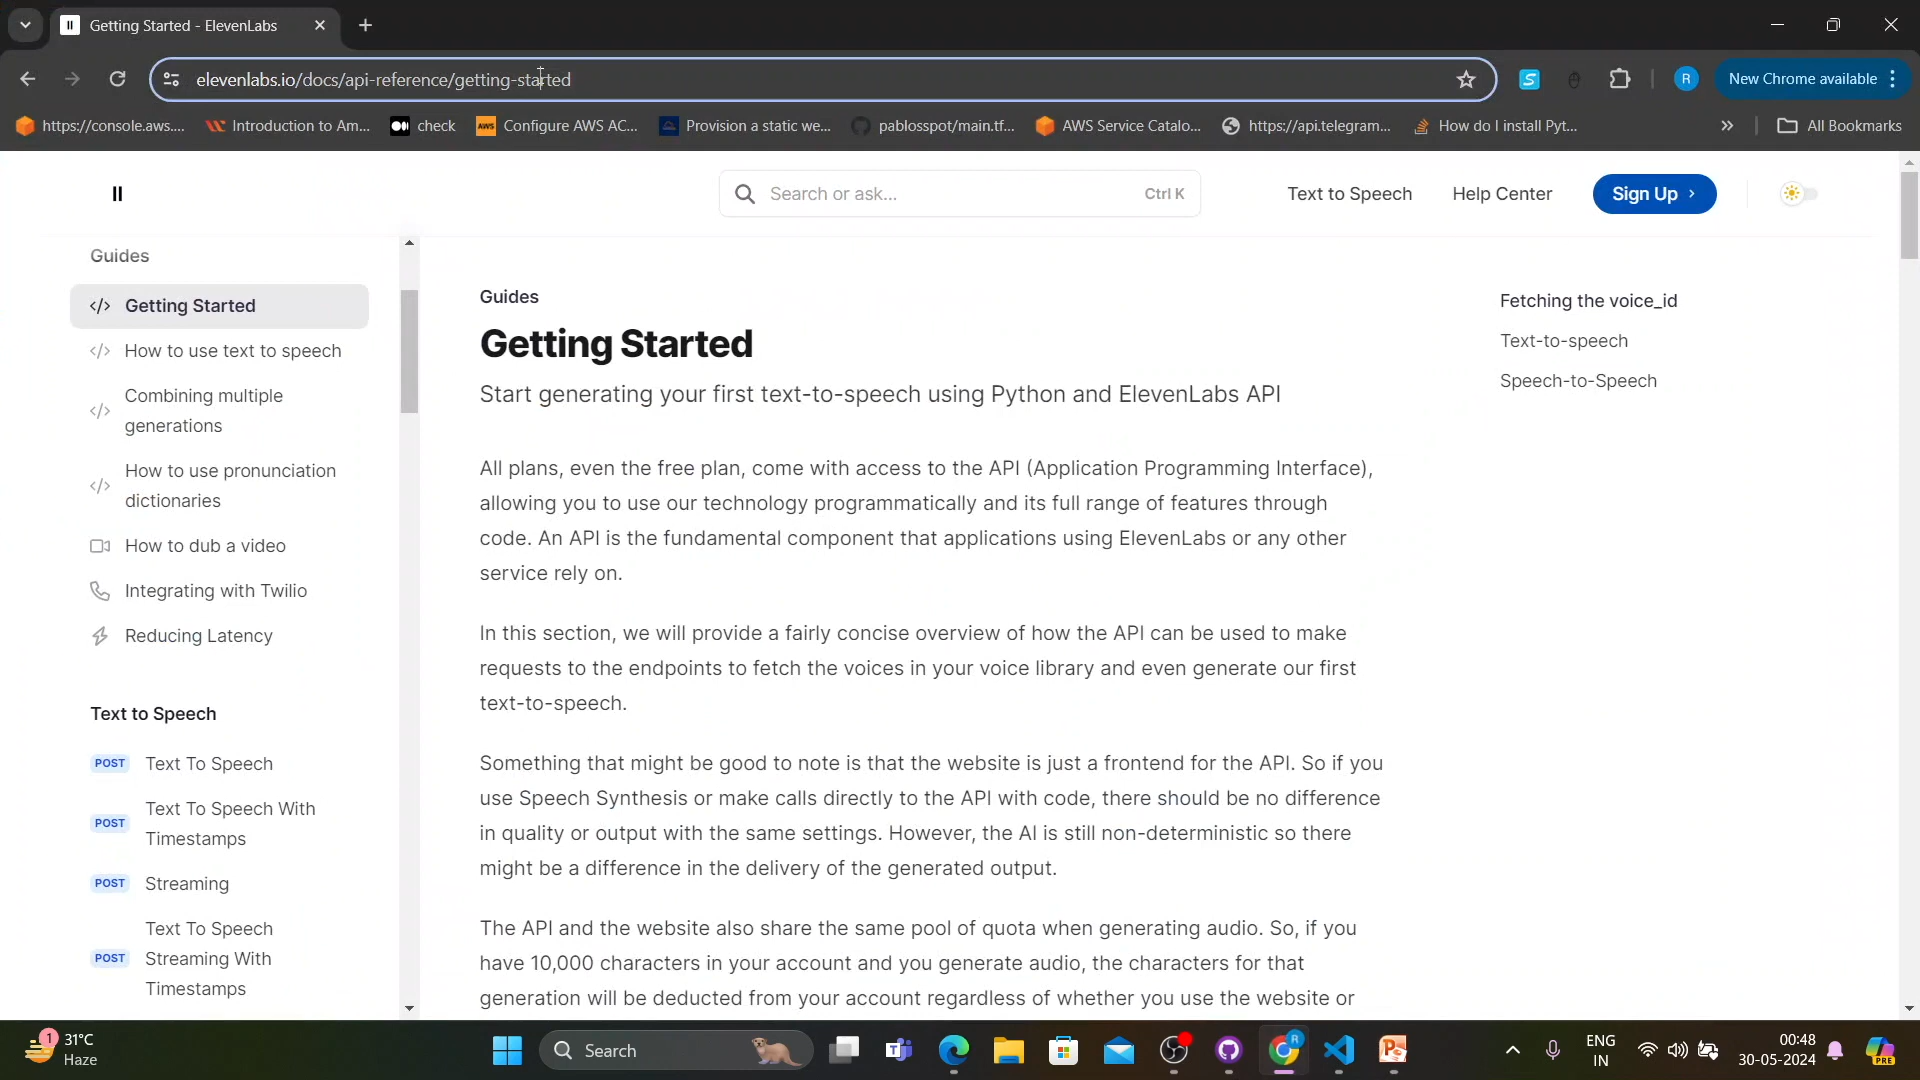 Getting Started - ElevenLabs
elevenlabs.io/docs/api-reference/getting-started
R
New Chrome available
https://console.aws....
Introduction to Am...
check
Configure AWS AC...
Provision a static we...
pablosspot/main.tf...
AWS Service Catalo...
https://api.telegram...
How do I install Pyt...
All Bookmarks
Search or ask...
Ctrl K
Text to Speech
Help Center
Sign Up
Guides
Getting Started
How to use text to speech
Combining multiple
generations
How to use pronunciation
dictionaries
How to dub a video
Integrating with Twilio
Reducing Latency
Text to Speech
POST Text To Speech
POST Text To Speech With
Timestamps
POST Streaming
Text To Speech
POST Streaming With
Timestamps
Guides
Getting Started
Start generating your first text-to-speech using Python and ElevenLabs API
All plans, even the free plan, come with access to the API (Application Programming Interface),
allowing you to use our technology programmatically and its full range of features through
code. An API is the fundamental component that applications using ElevenLabs or any other
service rely on.
In this section, we will provide a fairly concise overview of how the API can be used to make
requests to the endpoints to fetch the voices in your voice library and even generate our first
text-to-speech.
Something that might be good to note is that the website is just a frontend for the API. So if you
use Speech Synthesis or make calls directly to the API with code, there should be no difference
in quality or output with the same settings. However, the AI is still non-deterministic so there
might be a difference in the delivery of the generated output.
The API and the website also share the same pool of quota when generating audio. So, if you
have 10,000 characters in your account and you generate audio, the characters for that
generation will be deducted from your account regardless of whether you use the website or
Fetching the voice_id
Text-to-speech
Speech-to-Speech
1
31°C
Haze
Search
R
ENG
IN
00:48
30-05-2024
PRE